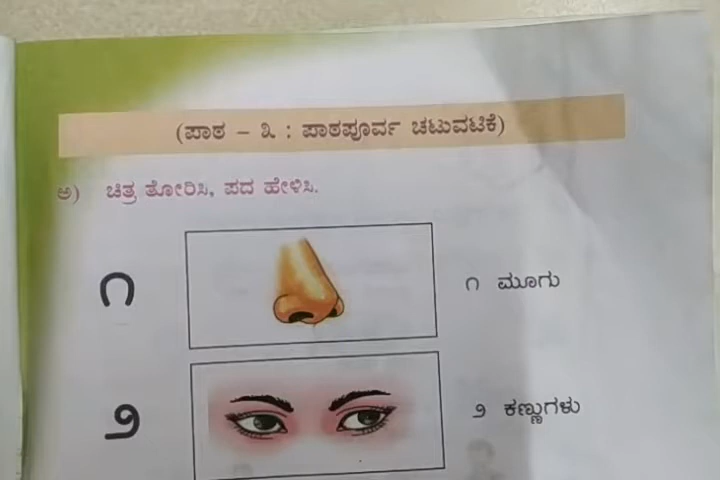 (ಪಾಠ – ೩ : ಪಾಠಪೂರ್ವ ಚಟುವಟಿಕೆ)
ಅ) ಚಿತ್ರ ತೋರಿಸಿ, ಪದ ಹೇಳಿಸಿ.
೧ ೧ ಮೂಗು
೨ ೨ ಕಣ್ಣುಗಳು